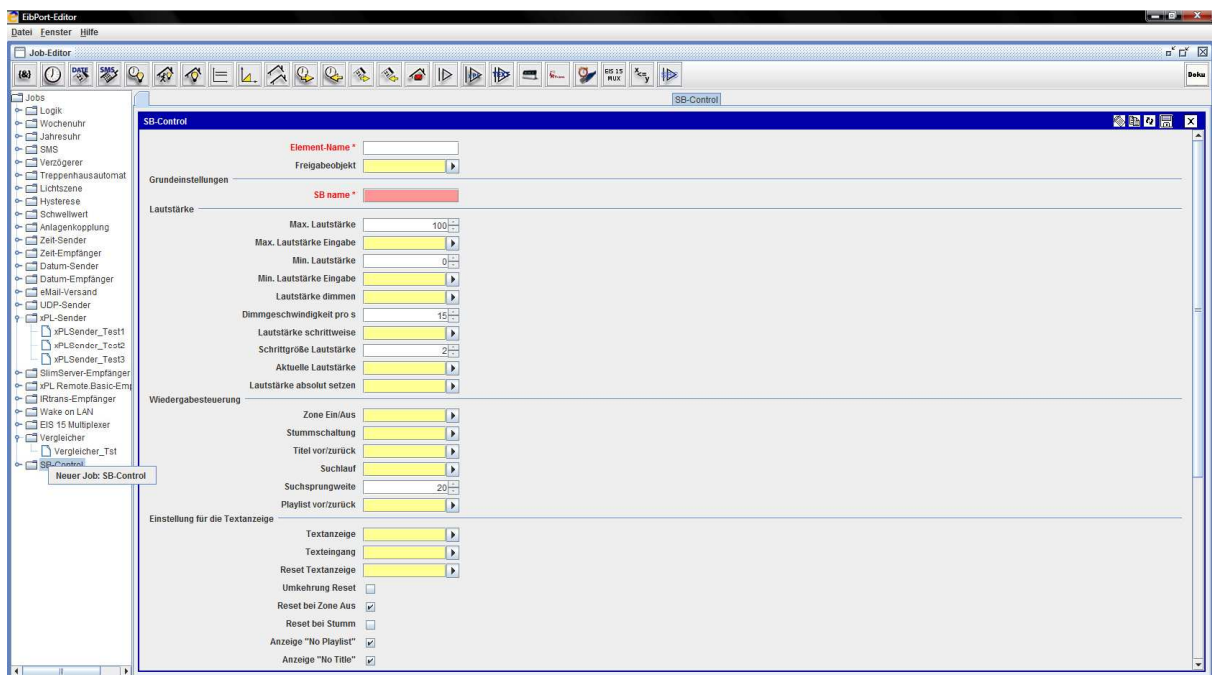 EibPort-Editor
Datei Fenster Hilfe
Job-Editor
{&} DATE SMS EIS 15 MUX x<=y Doku
Jobs
Logik
Wochenuhr
Jahresuhr
SMS
Verzögerer
Treppenhausautomat
Lichtszene
Hysterese
Schwellwert
Anlagenkopplung
Zeit-Sender
Zeit-Empfänger
Datum-Sender
Datum-Empfänger
eMail-Versand
UDP-Sender
xPL-Sender
xPLSender_Test1
xPLSender_Test2
xPLSender_Test3
SlimServer-Empfänger
xPL Remote.Basic-Emp
IRtrans-Empfänger
Wake on LAN
EIS 15 Multiplexer
Vergleicher
Vergleicher_Tst
SB-Control
Neuer Job: SB-Control
SB-Control
SB-Control
Element-Name *
Freigabeobjekt
Grundeinstellungen
SB name *
Lautstärke
Max. Lautstärke 100
Max. Lautstärke Eingabe
Min. Lautstärke 0
Min. Lautstärke Eingabe
Lautstärke dimmen
Dimmgeschwindigkeit pro s 15
Lautstärke schrittweise
Schrittgröße Lautstärke 2
Aktuelle Lautstärke
Lautstärke absolut setzen
Wiedergabesteuerung
Zone Ein/Aus
Stummschaltung
Titel vor/zurück
Suchlauf
Suchsprungweite 20
Playlist vor/zurück
Einstellung für die Textanzeige
Textanzeige
Texteingang
Reset Textanzeige
Umkehrung Reset
Reset bei Zone Aus
Reset bei Stumm
Anzeige "No Playlist"
Anzeige "No Title"